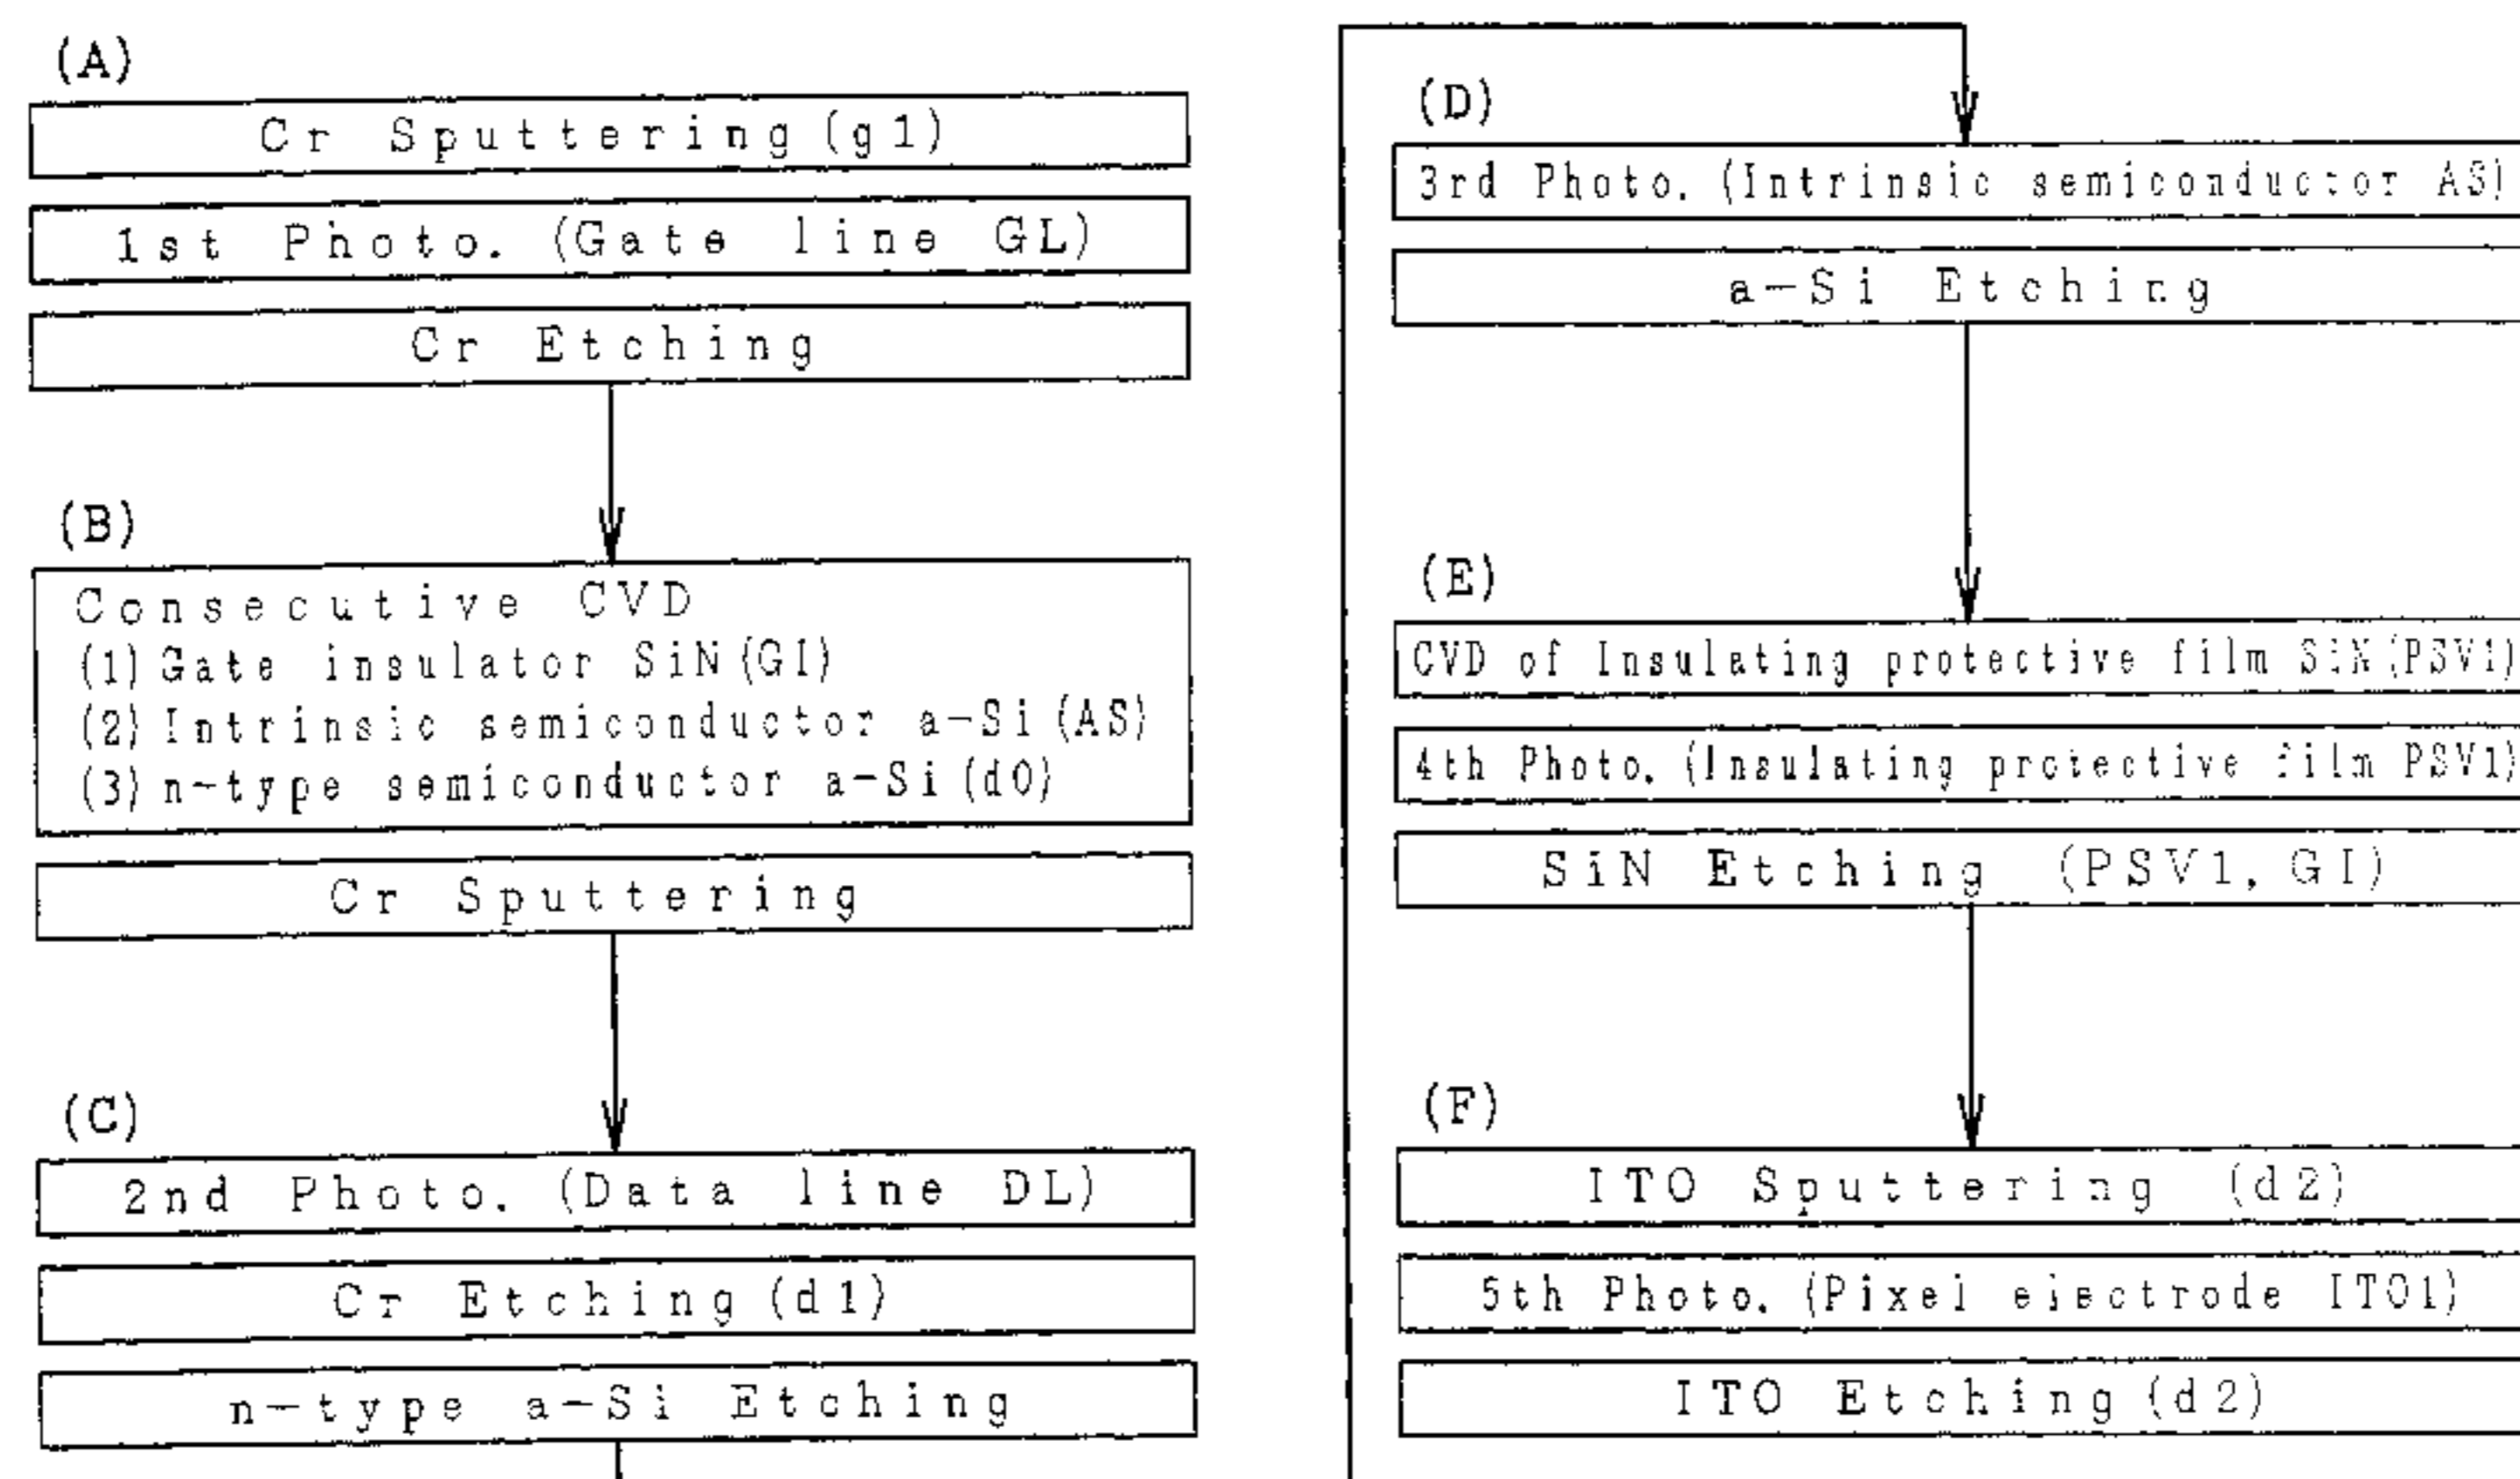 (A)
Cr Sputtering (g1)
1st Photo. (Gate line GL)
Cr Etching
(B)
Consecutive CVD
(1) Gate insulator SiN (GI)
(2) Intrinsic semiconductor a-Si (AS)
(3) n-type semiconductor a-Si (d0)
Cr Sputtering
(C)
2nd Photo. (Data line DL)
Cr Etching (d1)
n-type a-Si Etching
(D)
3rd Photo. (Intrinsic semiconductor AS)
a-Si Etching
(E)
CVD of Insulating protective film SiN (PSV1)
4th Photo. (Insulating protective film PSV1)
SiN Etching (PSV1, GI)
(F)
ITO Sputtering (d2)
5th Photo. (Pixel electrode ITO1)
ITO Etching (d2)